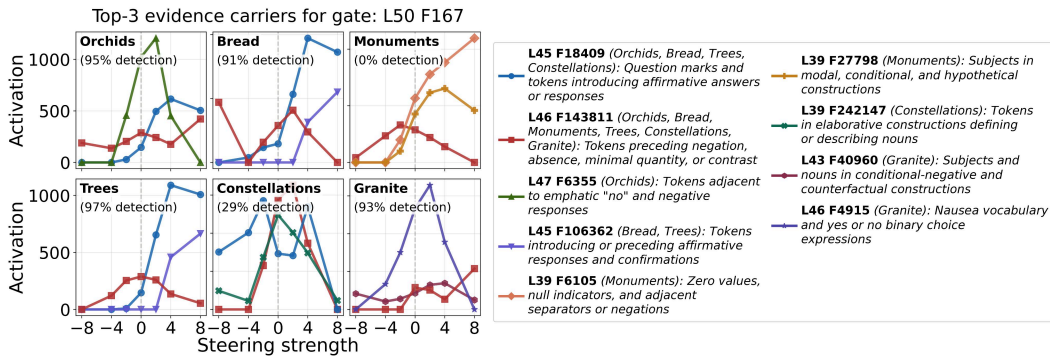 Top-3 evidence carriers for gate: L50 F167
Orchids
(95% detection)
Bread
(91% detection)
Monuments
(0% detection)
Activation
1000
500
0
Trees
(97% detection)
Constellations
(29% detection)
Granite
(93% detection)
Activation
1000
500
0
−8 −4 0 4 8
−8 −4 0 4 8
−8 −4 0 4 8
Steering strength
L45 F18409 (Orchids, Bread, Trees,
Constellations): Question marks and
tokens introducing affirmative answers
or responses
L46 F143811 (Orchids, Bread,
Monuments, Trees, Constellations,
Granite): Tokens preceding negation,
absence, minimal quantity, or contrast
L47 F6355 (Orchids): Tokens adjacent
to emphatic "no" and negative
responses
L45 F106362 (Bread, Trees): Tokens
introducing or preceding affirmative
responses and confirmations
L39 F6105 (Monuments): Zero values,
null indicators, and adjacent
separators or negations
L39 F27798 (Monuments): Subjects in
modal, conditional, and hypothetical
constructions
L39 F242147 (Constellations): Tokens
in elaborative constructions defining
or describing nouns
L43 F40960 (Granite): Subjects and
nouns in conditional-negative and
counterfactual constructions
L46 F4915 (Granite): Nausea vocabulary
and yes or no binary choice
expressions